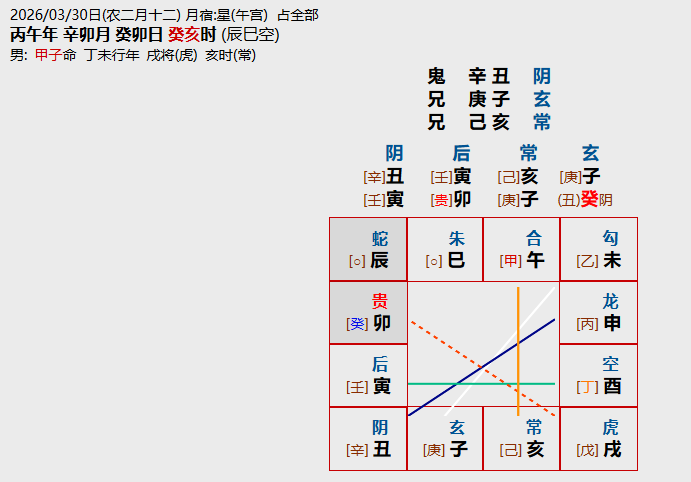 2026/03/30日(农二月十二) 月宿:星(午宫) 占全部
丙午年 辛卯月 癸卯日 癸亥时 (辰巳空)
男: 甲子命 丁未行年 戌将(虎) 亥时(常)
鬼 辛丑 阴
兄 庚子 玄
兄 己亥 常
阴 后 常 玄
[辛]丑 [壬]寅 [己]亥 [庚]子
[壬]寅 [贵]卯 [庚]子 (丑)癸阴
蛇 朱 合 勾
[○] 辰 [○] 巳 [甲] 午 [乙] 未
贵 龙
[癸] 卯 [丙] 申
后 空
[壬] 寅 [丁] 酉
阴 玄 常 虎
[辛] 丑 [庚] 子 [己] 亥 [戊] 戌